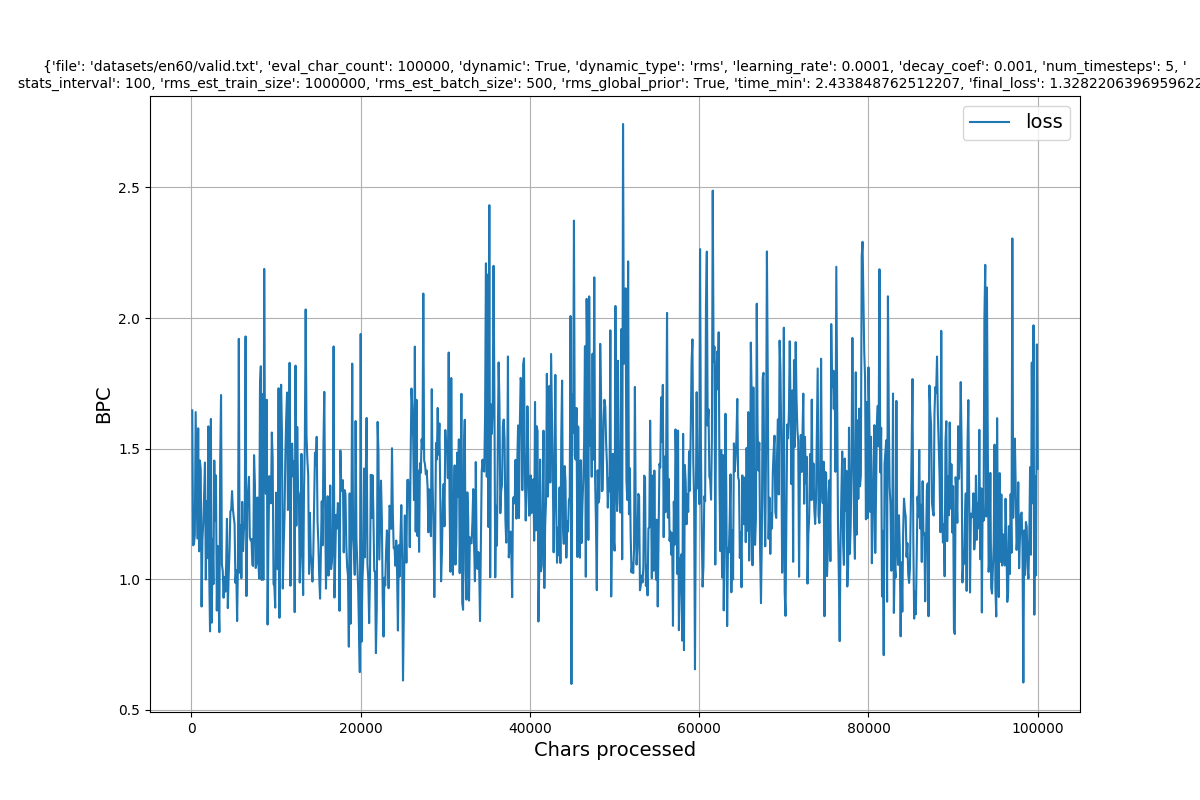 {'file': 'datasets/en60/valid.txt', 'eval_char_count': 100000, 'dynamic': True, 'dynamic_type': 'rms', 'learning_rate': 0.0001, 'decay_coef': 0.001, 'num_timesteps': 5, '
stats_interval': 100, 'rms_est_train_size': 1000000, 'rms_est_batch_size': 500, 'rms_global_prior': True, 'time_min': 2.433848762512207, 'final_loss': 1.3282206396959622
loss
2.5
2.0
1.5
1.0
0.5
BPC
0 20000 40000 60000 80000 100000
Chars processed